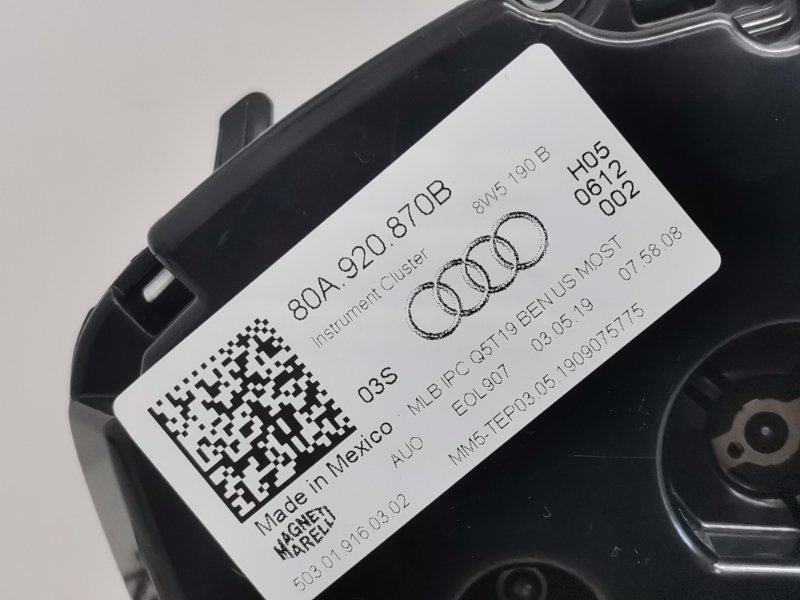 80A.920.870B
Instrument Cluster
8W5 190 B
H05
0612
002
03S
MLB IPC Q5T19 BEN US MOST
EOL907 03.05.19 07.58.08
Made in Mexico
AUO
MM5-TEP03.05.1909075775
MAGNETI
MARELLI
503.01.916.03.02